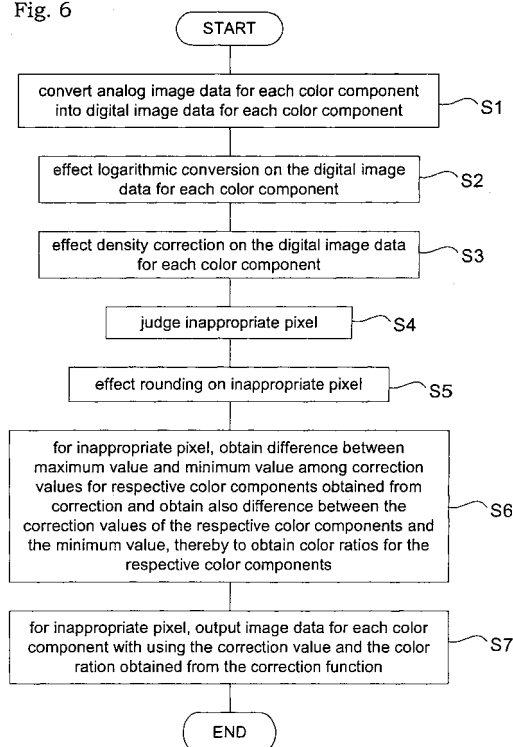 Fig. 6
START
convert analog image data for each color component
into digital image data for each color component
S1
effect logarithmic conversion on the digital image
data for each color component
S2
effect density correction on the digital image data
for each color component
S3
judge inappropriate pixel
S4
effect rounding on inappropriate pixel
S5
for inappropriate pixel, obtain difference between
maximum value and minimum value among correction
values for respective color components obtained from
correction and obtain also difference between the
correction values of the respective color components and
the minimum value, thereby to obtain color ratios for the
respective color components
S6
for inappropriate pixel, output image data for each color
component with using the correction value and the color
ration obtained from the correction function
S7
END